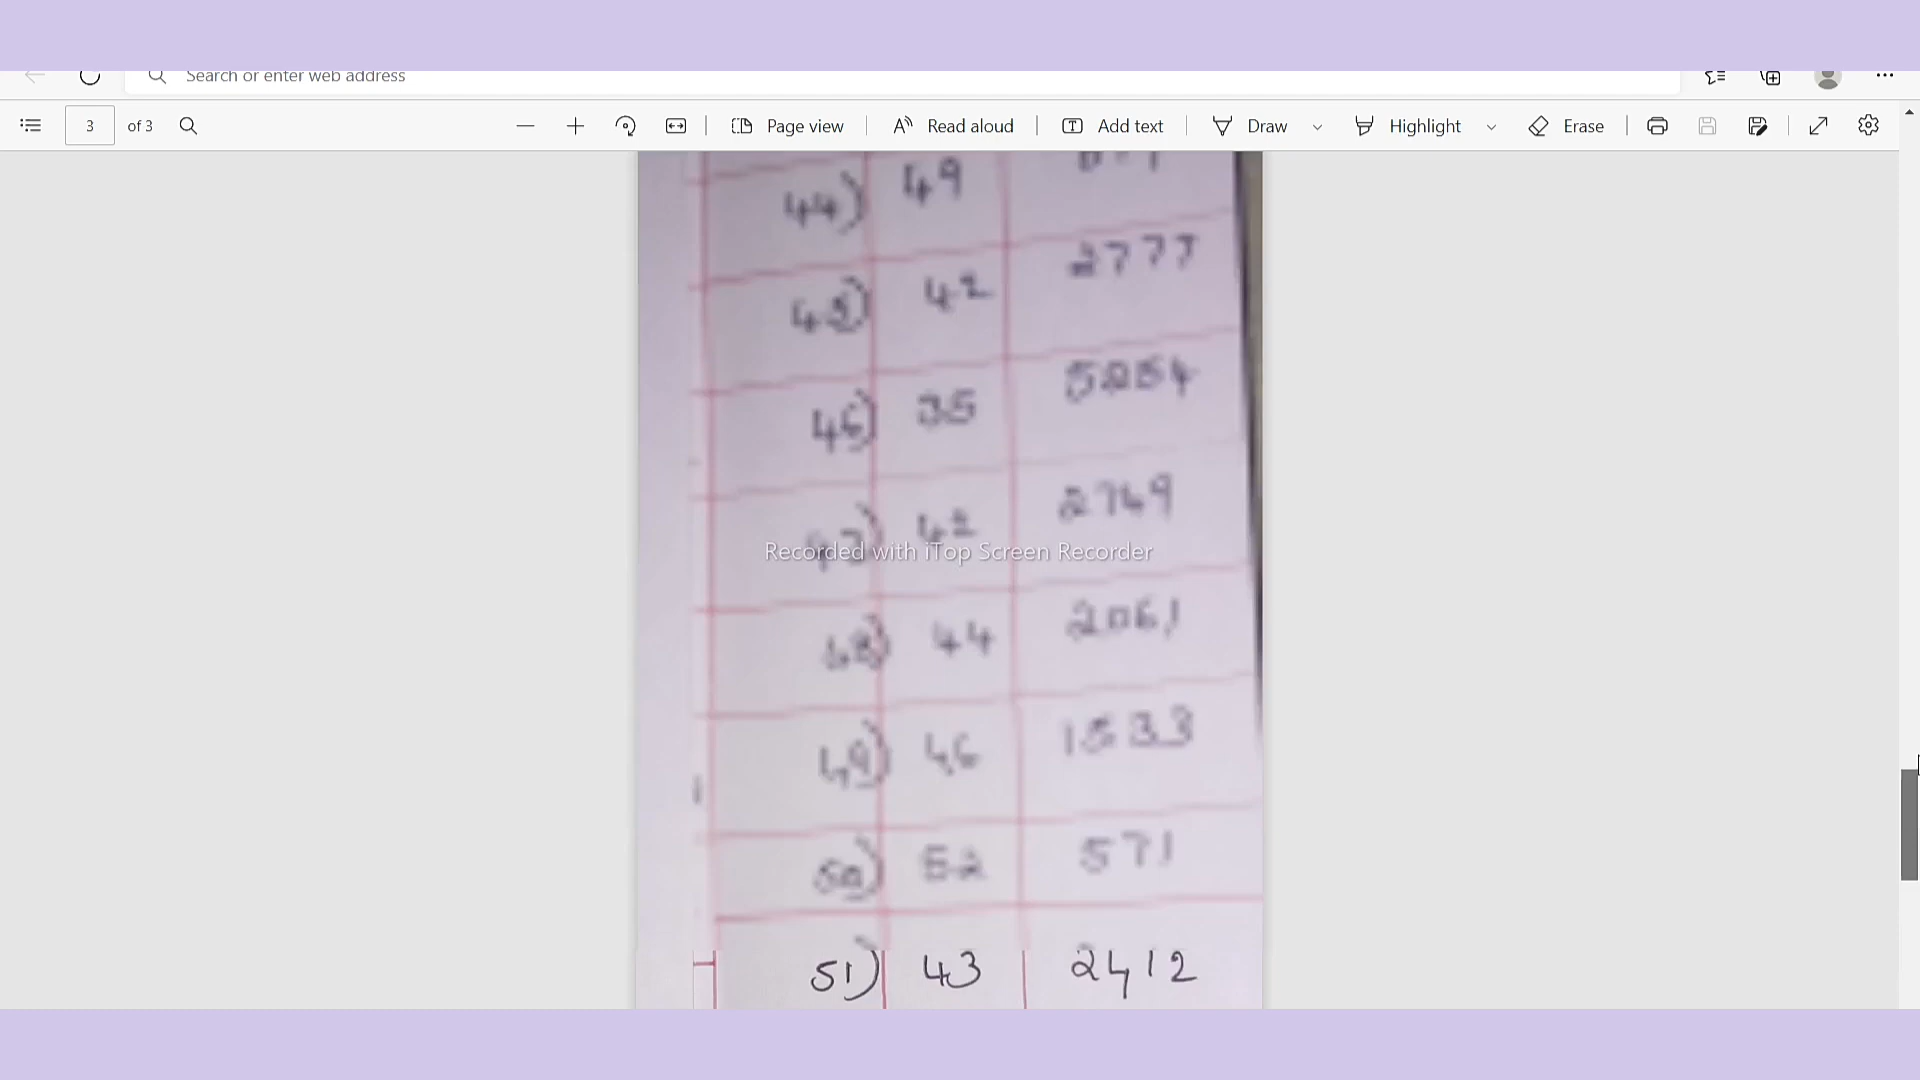 Search or enter web address
3 of 3 Page view Read aloud Add text Draw Highlight Erase
44) 49
45) 42 2777
46) 35 5254
47) 42 2749
Recorded with iTop Screen Recorder
48) 44 2061
49) 46 1533
50) 52 571
51) 43 2412